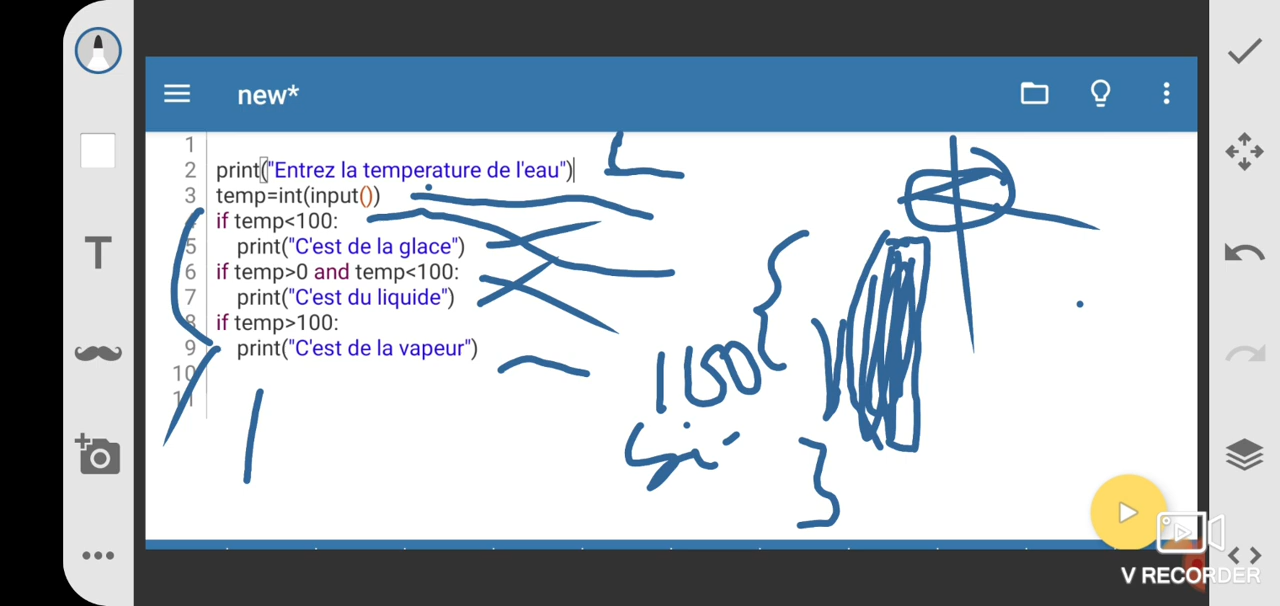 new*
1
2 print("Entrez la temperature de l'eau")
3 temp=int(input())
4 if temp<100:
5 print("C'est de la glace")
6 if temp>0 and temp<100:
7 print("C'est du liquide")
8 if temp>100:
9 print("C'est de la vapeur")
10
11
100
Si
T
V RECORDER